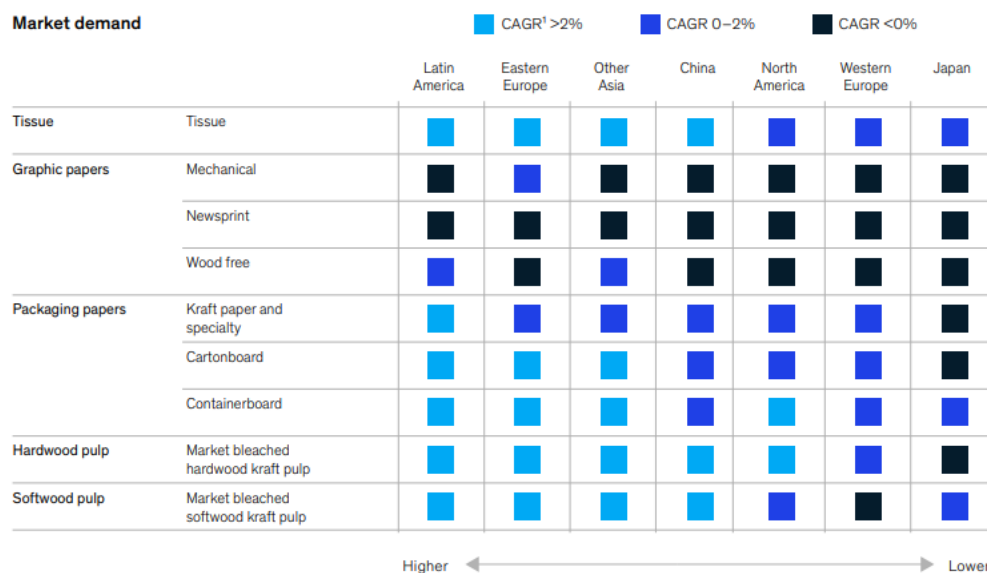 Market demand
CAGR¹ >2%
CAGR 0–2%
CAGR <0%
Latin
America
Eastern
Europe
Other
Asia
China
North
America
Western
Europe
Japan
Tissue
Tissue
Graphic papers
Mechanical
Newsprint
Wood free
Packaging papers
Kraft paper and
specialty
Cartonboard
Containerboard
Hardwood pulp
Market bleached
hardwood kraft pulp
Softwood pulp
Market bleached
softwood kraft pulp
Higher
Lower